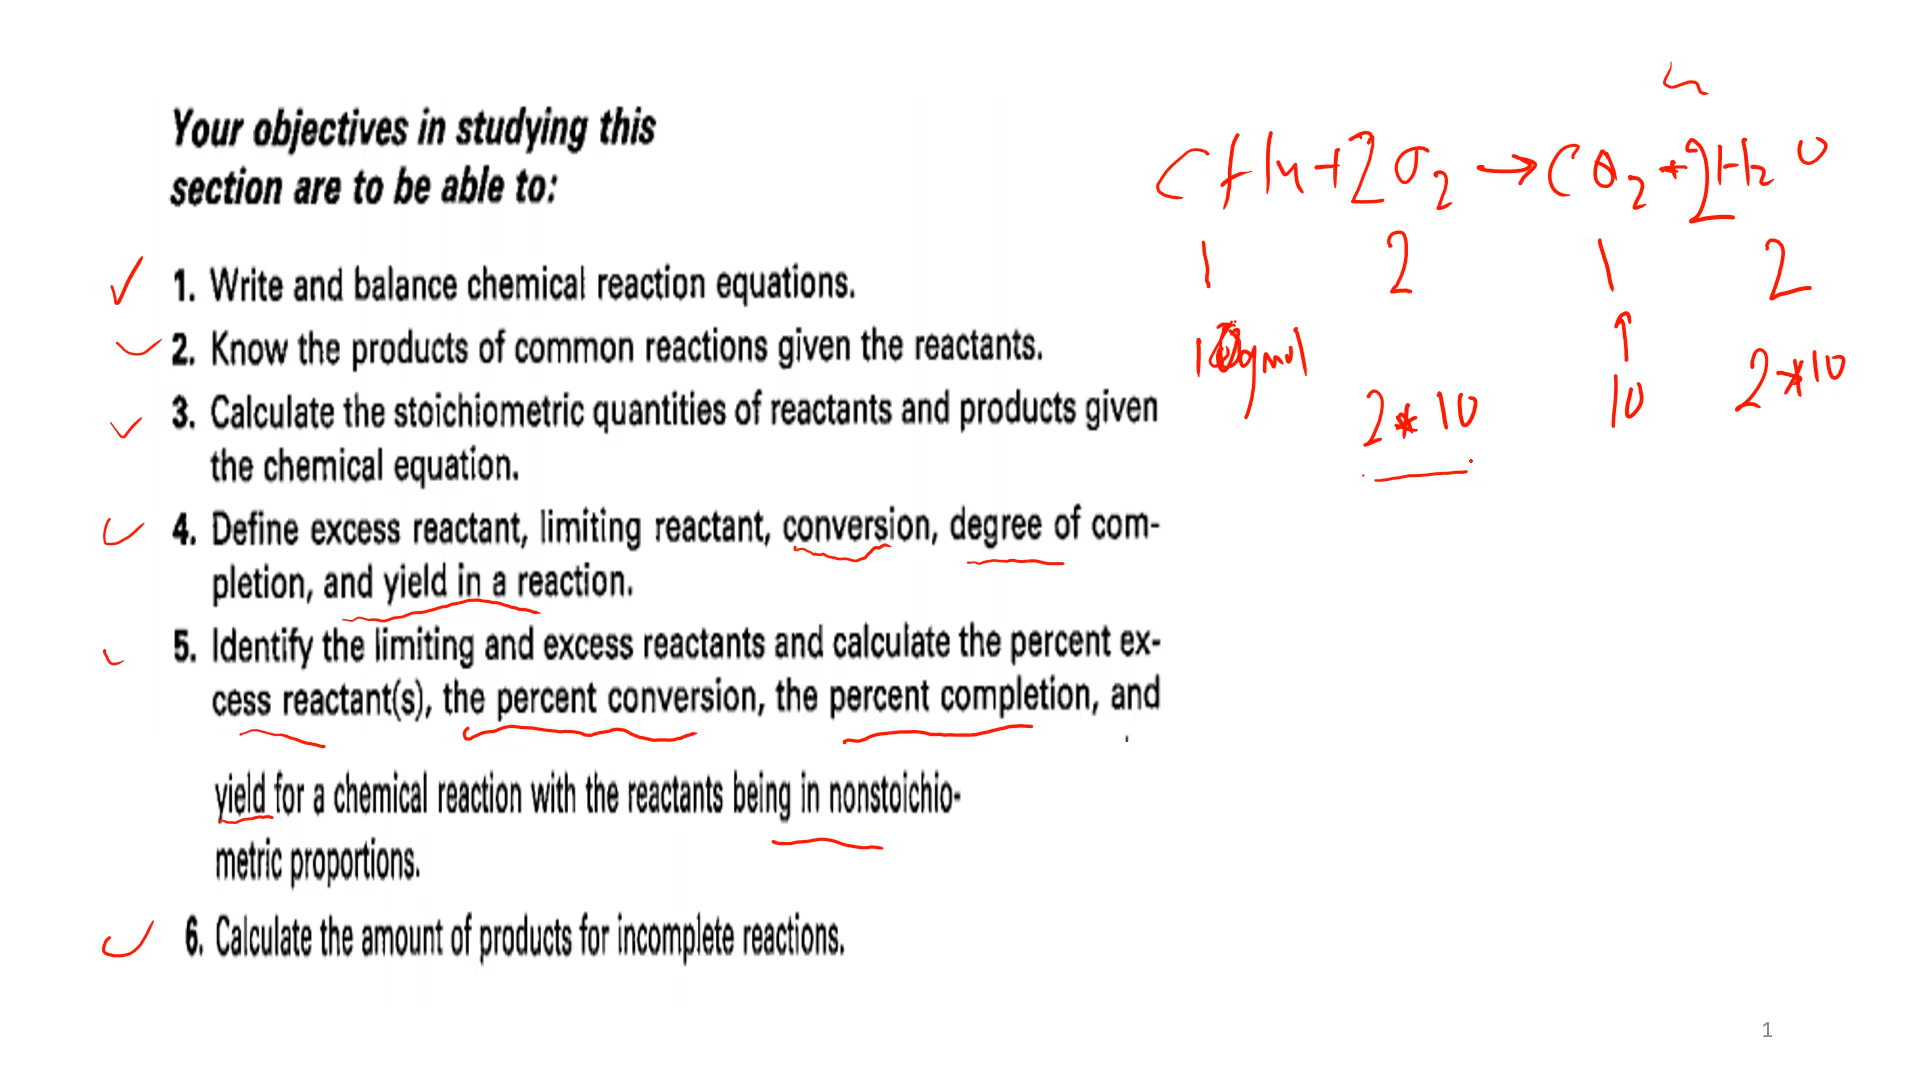 Your objectives in studying this
section are to be able to:
1. Write and balance chemical reaction equations.
2. Know the products of common reactions given the reactants.
3. Calculate the stoichiometric quantities of reactants and products given
the chemical equation.
4. Define excess reactant, limiting reactant, conversion, degree of com-
pletion, and yield in a reaction.
5. Identify the limiting and excess reactants and calculate the percent ex-
cess reactant(s), the percent conversion, the percent completion, and
yield for a chemical reaction with the reactants being in nonstoichio-
metric proportions.
6. Calculate the amount of products for incomplete reactions.
CH4+2O2→CO2+2H2O
1 2 1 2
10gmol 2*10 10 2*10
1